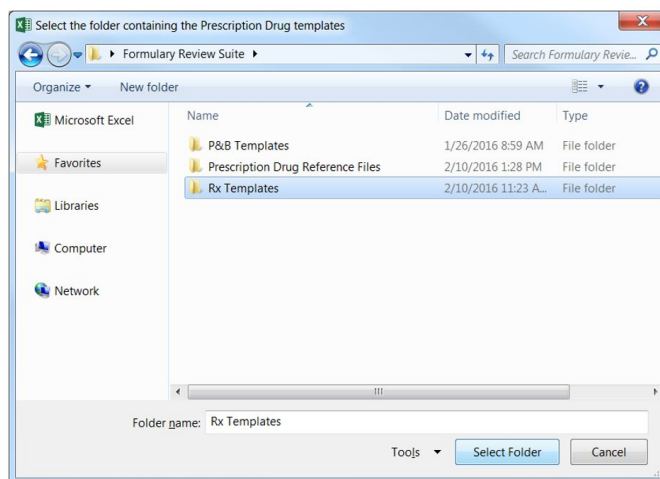 Select the folder containing the Prescription Drug templates
Formulary Review Suite
Search Formulary Revie...
Organize
New folder
Microsoft Excel
Favorites
Libraries
Computer
Network
Name Date modified Type
P&B Templates 1/26/2016 8:59 AM File folder
Prescription Drug Reference Files 2/10/2016 1:28 PM File folder
Rx Templates 2/10/2016 11:23 A... File folder
Folder name: Rx Templates
Tools Select Folder Cancel